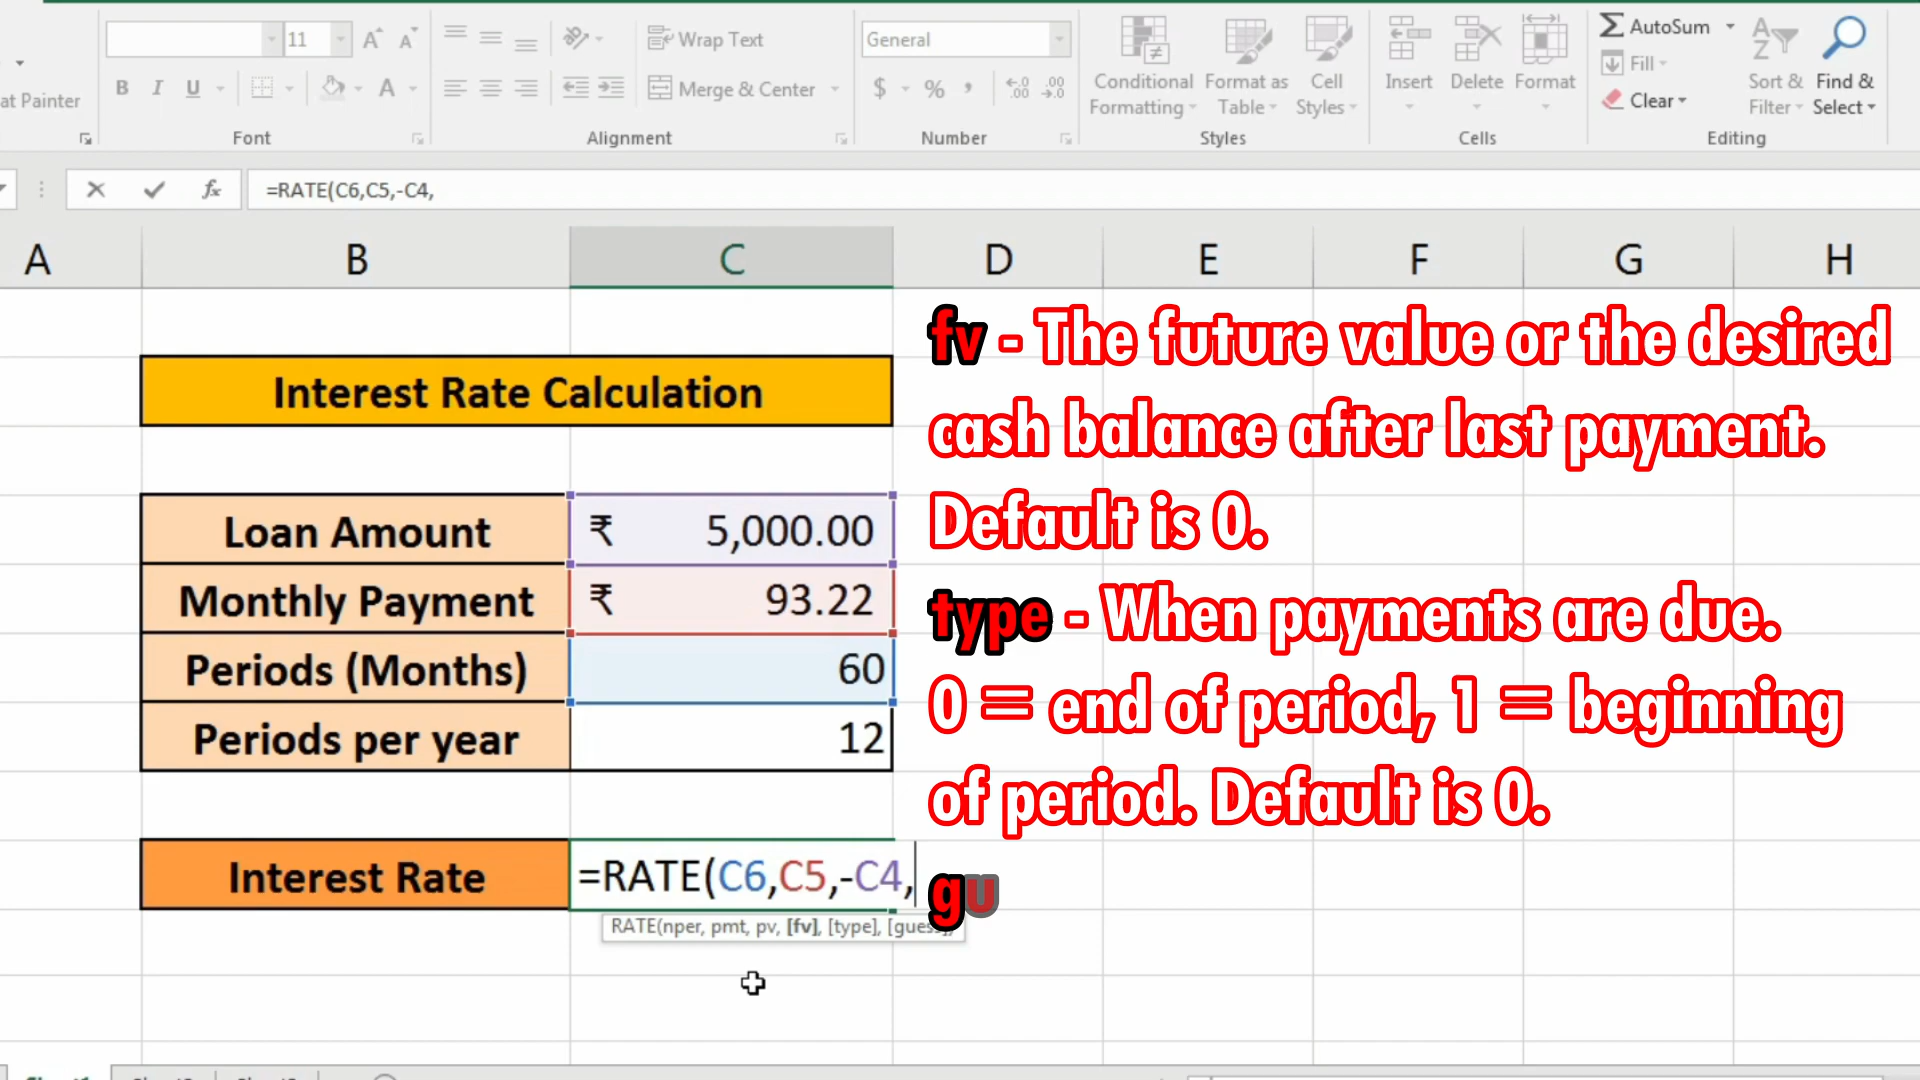 11
Wrap Text
General
AutoSum
Fill
at Painter
B I U
Merge & Center
$ % ,
Conditional Formatting
Format as Table
Cell Styles
Insert
Delete
Format
Clear
Sort & Filter
Find & Select
Font
Alignment
Number
Styles
Cells
Editing
fx
=RATE(C6,C5,-C4,
A B C D E F G H
fv - The future value or the desired
cash balance after last payment.
Default is 0.
type - When payments are due.
0 = end of period, 1 = beginning
of period. Default is 0.
gu
Interest Rate Calculation
Loan Amount ₹ 5,000.00
Monthly Payment ₹ 93.22
Periods (Months) 60
Periods per year 12
Interest Rate =RATE(C6,C5,-C4,
RATE(nper, pmt, pv, [fv], [type], [guess])